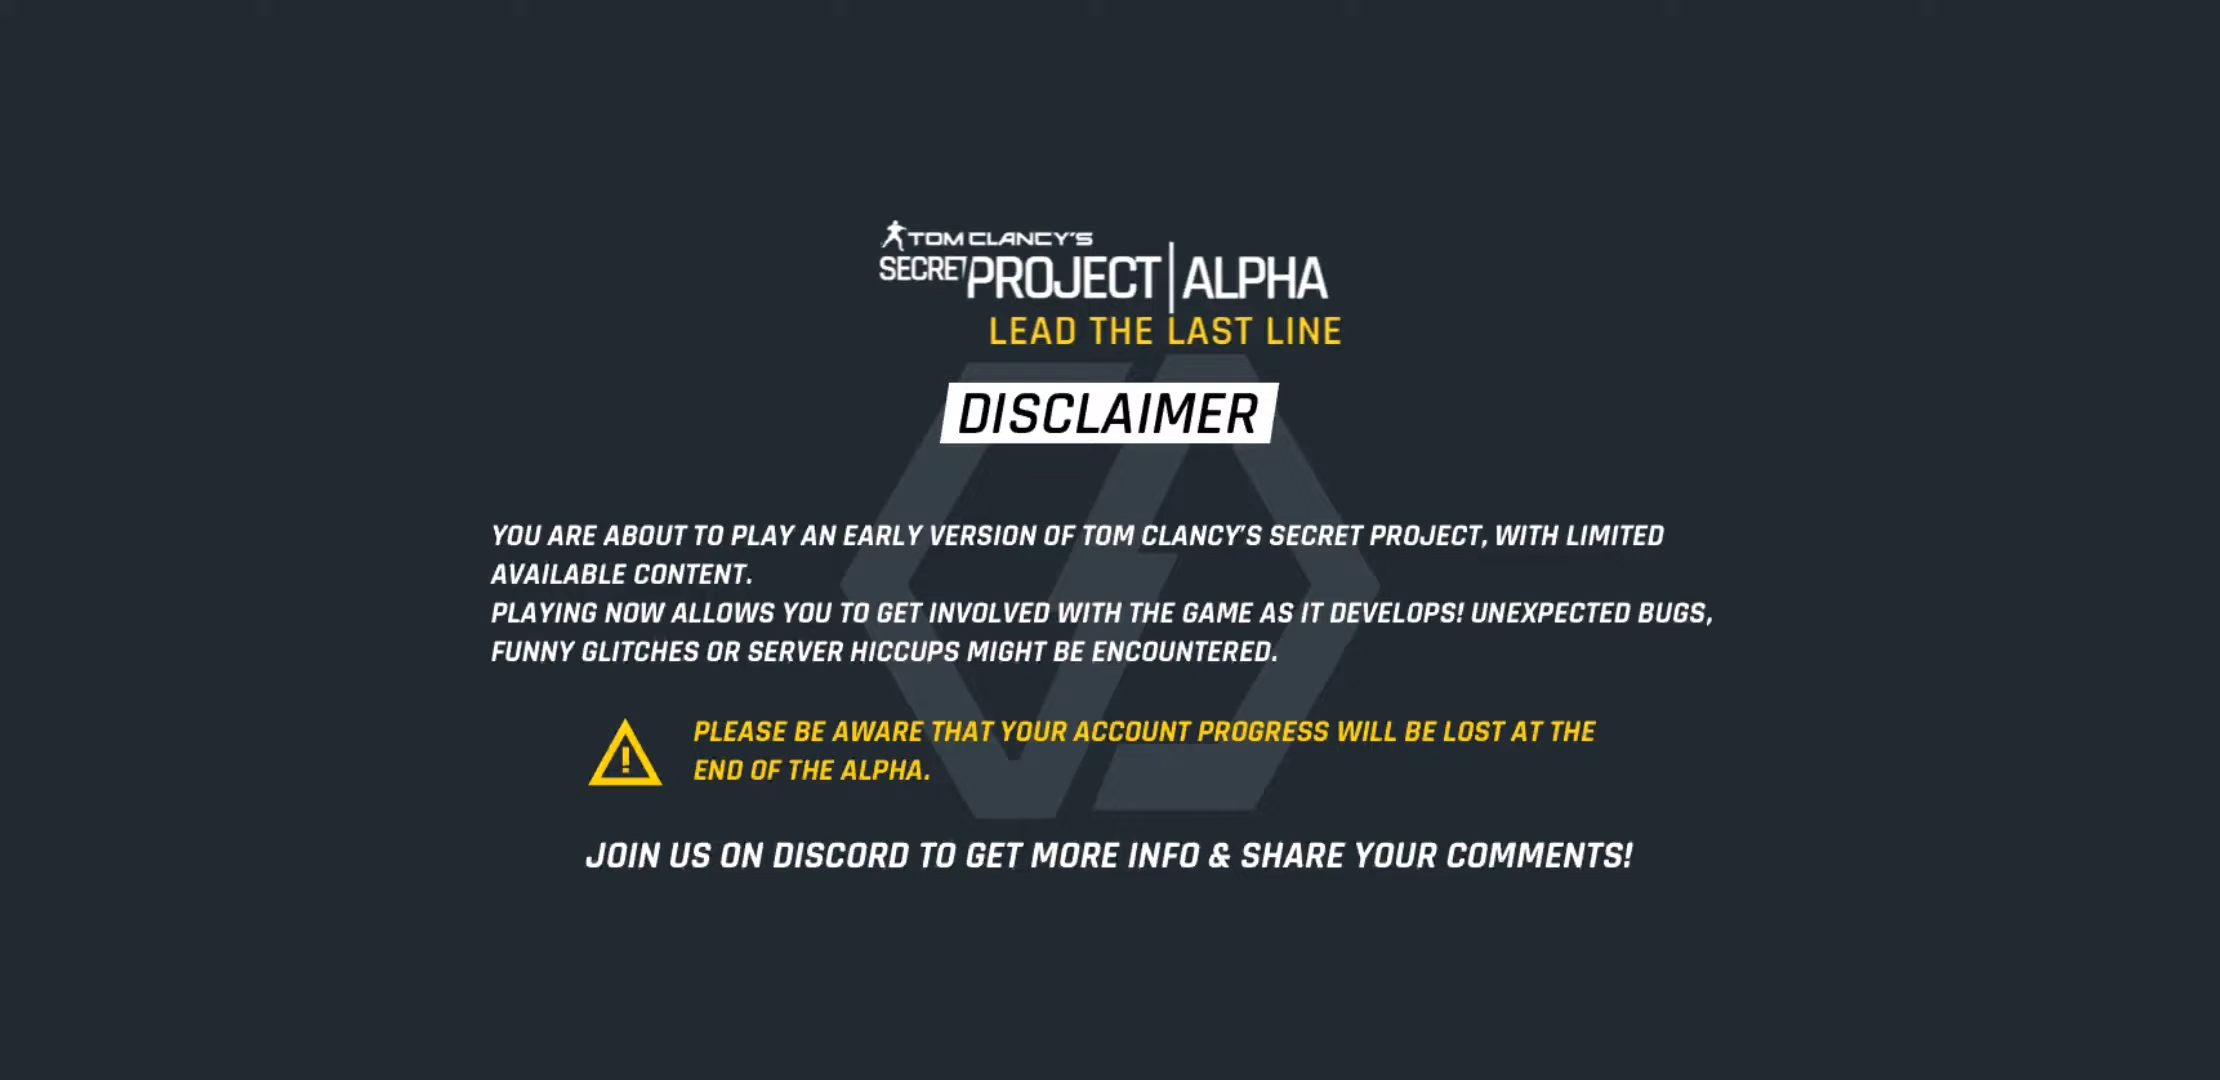 TOM CLANCY'S
SECRET PROJECT | ALPHA
LEAD THE LAST LINE
DISCLAIMER
YOU ARE ABOUT TO PLAY AN EARLY VERSION OF TOM CLANCY'S SECRET PROJECT, WITH LIMITED
AVAILABLE CONTENT.
PLAYING NOW ALLOWS YOU TO GET INVOLVED WITH THE GAME AS IT DEVELOPS! UNEXPECTED BUGS,
FUNNY GLITCHES OR SERVER HICCUPS MIGHT BE ENCOUNTERED.
PLEASE BE AWARE THAT YOUR ACCOUNT PROGRESS WILL BE LOST AT THE
END OF THE ALPHA.
JOIN US ON DISCORD TO GET MORE INFO & SHARE YOUR COMMENTS!